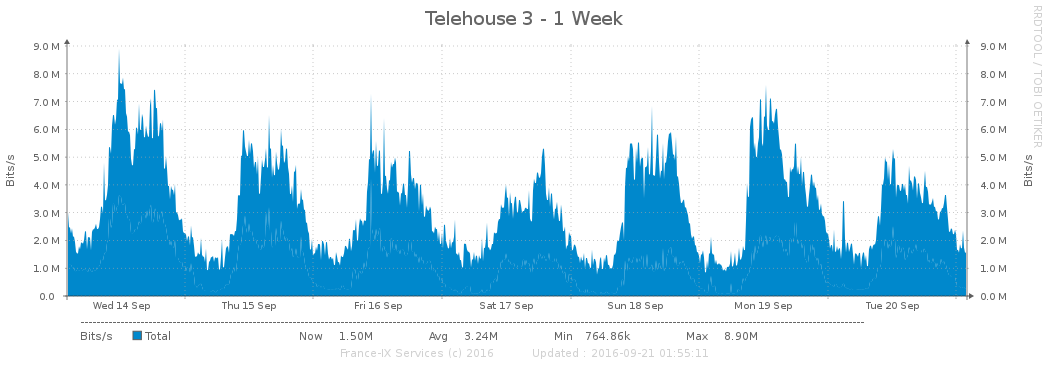 Telehouse 3 - 1 Week
RRDTOOL / TOBI OETIKER
Bits/s
Bits/s
9.0 M 9.0 M
8.0 M 8.0 M
7.0 M 7.0 M
6.0 M 6.0 M
5.0 M 5.0 M
4.0 M 4.0 M
3.0 M 3.0 M
2.0 M 2.0 M
1.0 M 1.0 M
0.0 0.0 M
Wed 14 Sep Thu 15 Sep Fri 16 Sep Sat 17 Sep Sun 18 Sep Mon 19 Sep Tue 20 Sep
Bits/s Total Now 1.50M Avg 3.24M Min 764.86k Max 8.90M
France-IX Services (c) 2016 Updated : 2016-09-21 01:55:11